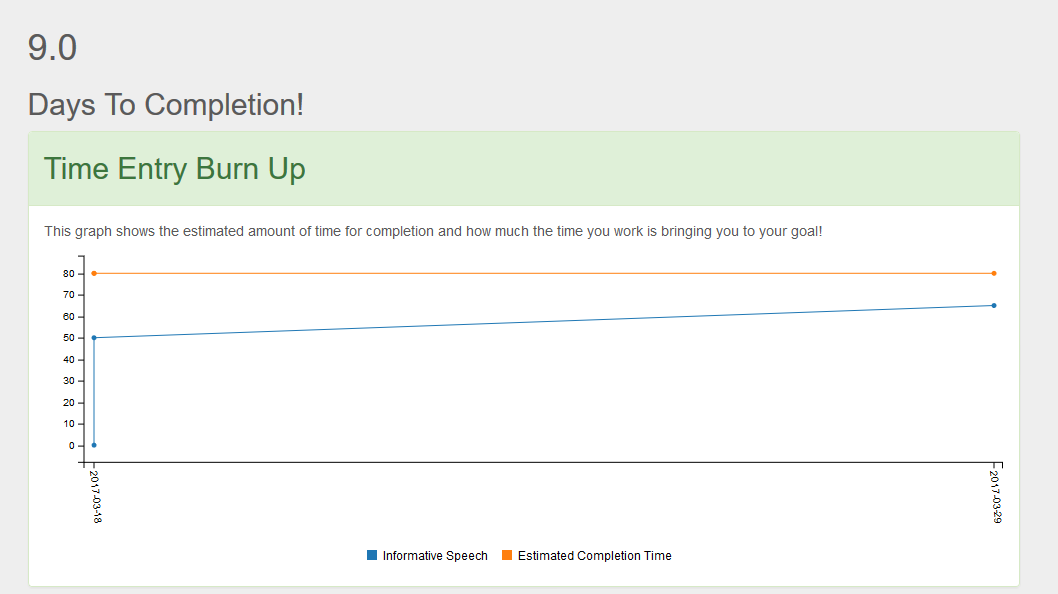 9.0
Days To Completion!
Time Entry Burn Up
This graph shows the estimated amount of time for completion and how much the time you work is bringing you to your goal!
80
70
60
50
40
30
20
10
0
2017-03-18
2017-03-29
Informative Speech
Estimated Completion Time